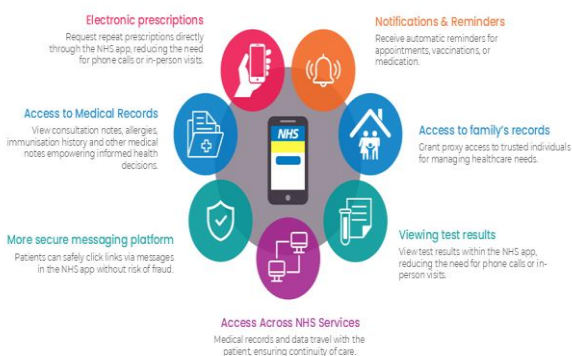 Electronic prescriptions
Request repeat prescriptions directly
through the NHS app, reducing the need
for phone calls or in-person visits.
Notifications & Reminders
Receive automatic reminders for
appointments, vaccinations, or
medication.
Access to Medical Records
View consultation notes, allergies,
immunisation history and other medical
notes empowering informed health
decisions.
NHS
Access to family's records
Grant proxy access to trusted individuals
for managing healthcare needs.
More secure messaging platform
Patients can safely click links via messages
in the NHS app without risk of fraud.
Viewing test results
View test results within the NHS app,
reducing the need for phone calls or in-
person visits.
Access Across NHS Services
Medical records and data travel with the
patient, ensuring continuity of care.